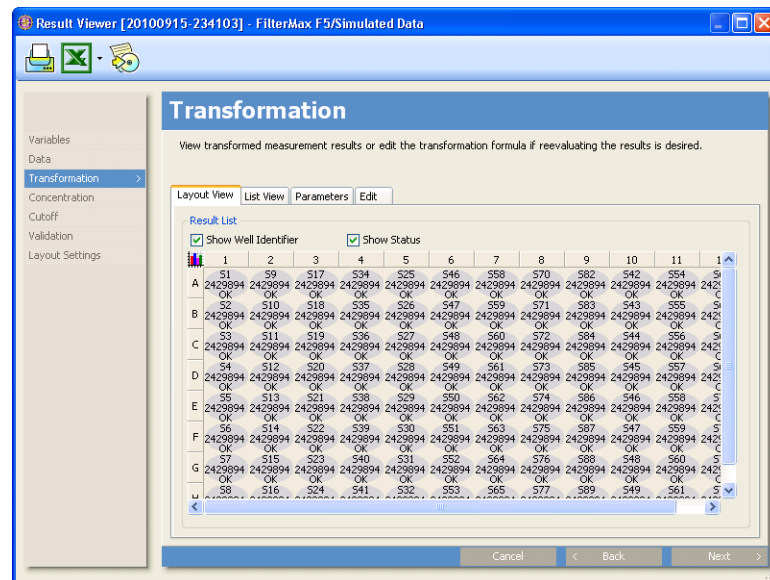 Result Viewer [20100915-234103] - FilterMax F5/Simulated Data
Transformation
View transformed measurement results or edit the transformation formula if reevaluating the results is desired.
Variables
Data
Transformation >
Concentration
Cutoff
Validation
Layout Settings
Layout View List View Parameters Edit
Result List
Show Well Identifier Show Status
1 2 3 4 5 6 7 8 9 10 11
S1 S9 S17 S34 S25 S46 S58 S70 S82 S42 S54
A 2429894 2429894 2429894 2429894 2429894 2429894 2429894 2429894 2429894 2429894 2429894
OK OK OK OK OK OK OK OK OK OK OK
S2 S10 S18 S35 S26 S47 S59 S71 S83 S43 S55
B 2429894 2429894 2429894 2429894 2429894 2429894 2429894 2429894 2429894 2429894 2429894
OK OK OK OK OK OK OK OK OK OK OK
S3 S11 S19 S36 S27 S48 S60 S72 S84 S44 S56
C 2429894 2429894 2429894 2429894 2429894 2429894 2429894 2429894 2429894 2429894 2429894
OK OK OK OK OK OK OK OK OK OK OK
S4 S12 S20 S37 S28 S49 S61 S73 S85 S45 S57
D 2429894 2429894 2429894 2429894 2429894 2429894 2429894 2429894 2429894 2429894 2429894
OK OK OK OK OK OK OK OK OK OK OK
S5 S13 S21 S38 S29 S50 S62 S74 S86 S46 S58
E 2429894 2429894 2429894 2429894 2429894 2429894 2429894 2429894 2429894 2429894 2429894
OK OK OK OK OK OK OK OK OK OK OK
S6 S14 S22 S39 S30 S51 S63 S75 S87 S47 S59
F 2429894 2429894 2429894 2429894 2429894 2429894 2429894 2429894 2429894 2429894 2429894
OK OK OK OK OK OK OK OK OK OK OK
S7 S15 S23 S40 S31 S52 S64 S76 S88 S48 S60
G 2429894 2429894 2429894 2429894 2429894 2429894 2429894 2429894 2429894 2429894 2429894
OK OK OK OK OK OK OK OK OK OK OK
S8 S16 S24 S41 S32 S53 S65 S77 S89 S49 S61
Cancel < Back Next >